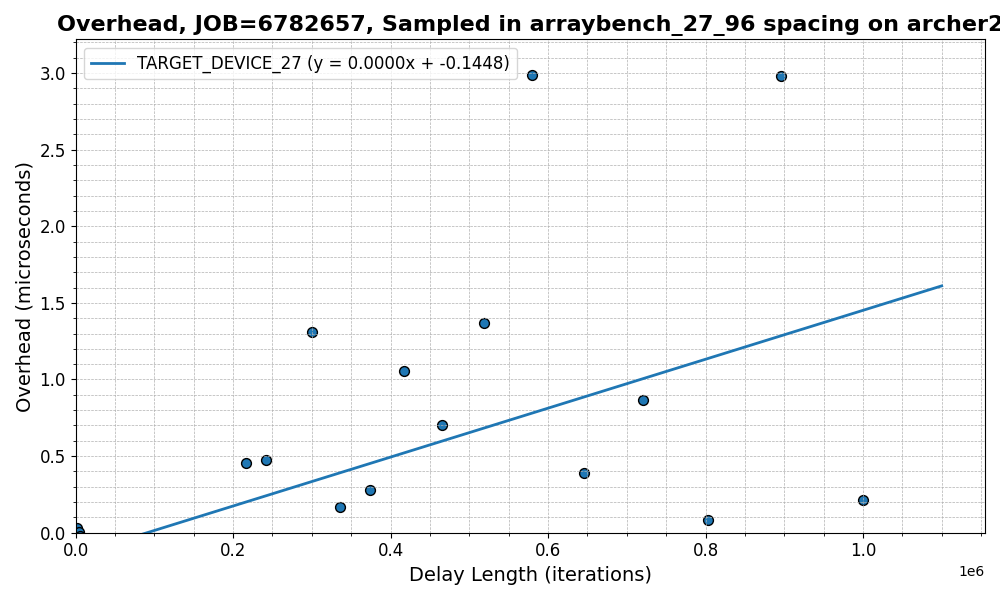 Overhead, JOB=6782657, Sampled in arraybench_27_96 spacing on archer2
TARGET_DEVICE_27 (y = 0.0000x + -0.1448)
Overhead (microseconds)
3.0
2.5
2.0
1.5
1.0
0.5
0.0
0.0 0.2 0.4 0.6 0.8 1.0
1e6
Delay Length (iterations)